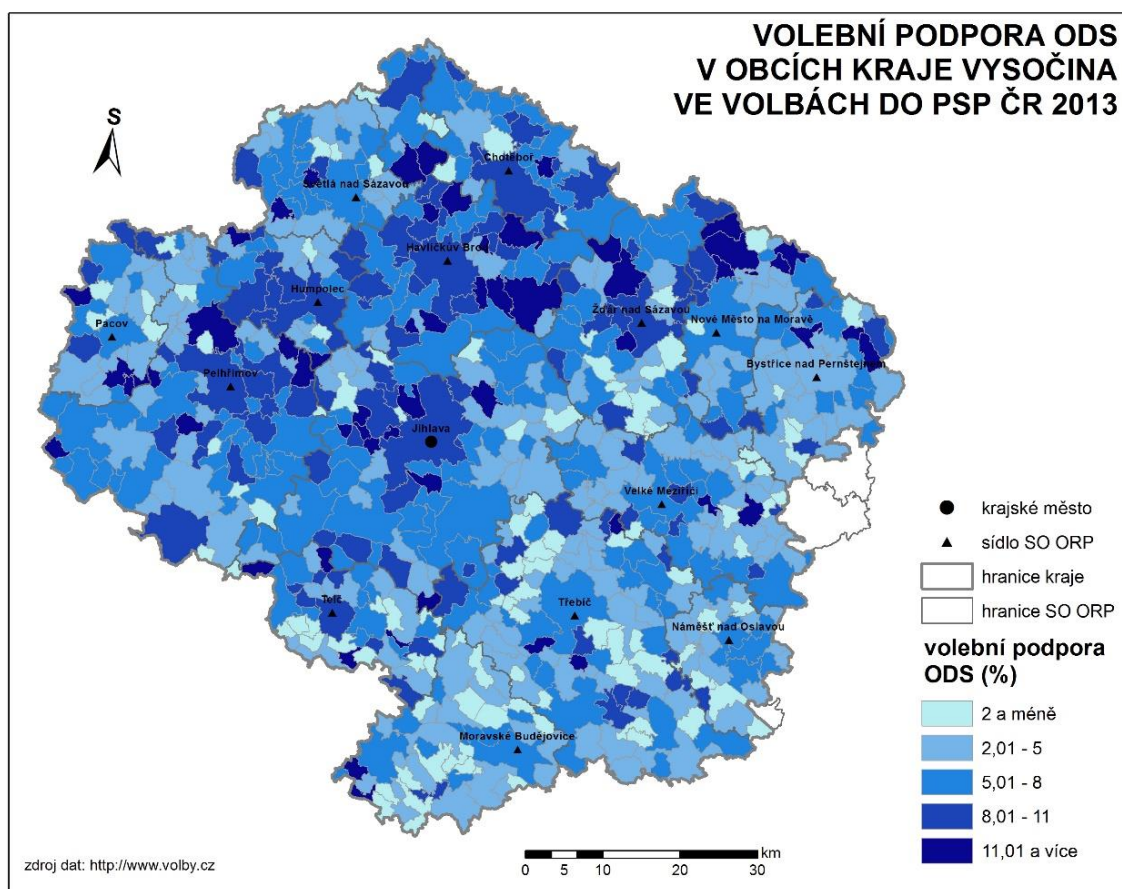 VOLEBNÍ PODPORA ODS
V OBCÍCH KRAJE VYSOČINA
VE VOLBÁCH DO PSP ČR 2013
S
Chotěboř
Světlá nad Sázavou
Havlíčkův Brod
Humpolec
Žďár nad Sázavou
Nové Město na Moravě
Pacov
Bystřice nad Pernštejnem
Pelhřimov
Jihlava
Velké Meziříčí
Telč
Třebíč
Náměšť nad Oslavou
Moravské Budějovice
krajské město
sídlo SO ORP
hranice kraje
hranice SO ORP
volební podpora
ODS (%)
2 a méně
2,01 - 5
5,01 - 8
8,01 - 11
11,01 a více
km
0 5 10 20 30
zdroj dat: http://www.volby.cz